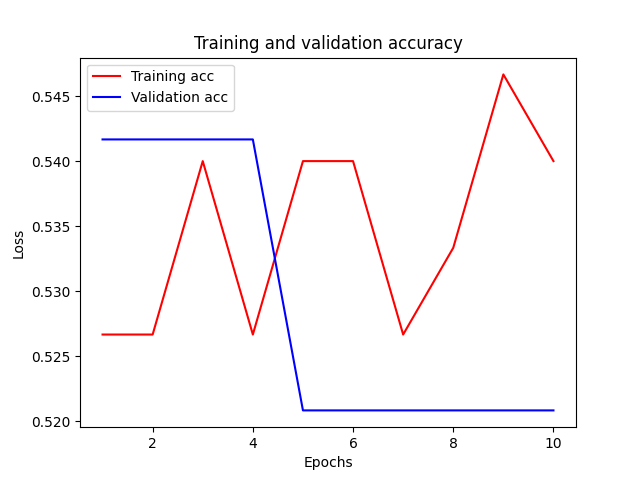 Training and validation accuracy
Training acc
Validation acc
0.545
0.540
0.535
0.530
0.525
0.520
Loss
2 4 6 8 10
Epochs